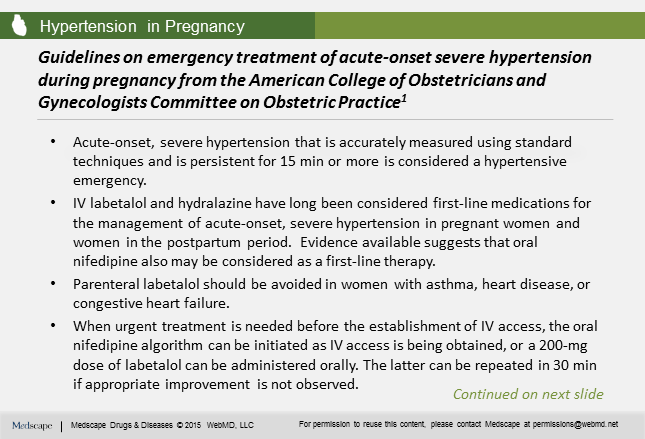 Hypertension in Pregnancy
Guidelines on emergency treatment of acute-onset severe hypertension
during pregnancy from the American College of Obstetricians and
Gynecologists Committee on Obstetric Practice1
• Acute-onset, severe hypertension that is accurately measured using standard
techniques and is persistent for 15 min or more is considered a hypertensive
emergency.
• IV labetalol and hydralazine have long been considered first-line medications for
the management of acute-onset, severe hypertension in pregnant women and
women in the postpartum period. Evidence available suggests that oral
nifedipine also may be considered as a first-line therapy.
• Parenteral labetalol should be avoided in women with asthma, heart disease, or
congestive heart failure.
• When urgent treatment is needed before the establishment of IV access, the oral
nifedipine algorithm can be initiated as IV access is being obtained, or a 200-mg
dose of labetalol can be administered orally. The latter can be repeated in 30 min
if appropriate improvement is not observed.
Continued on next slide
Medscape | Medscape Drugs & Diseases © 2015 WebMD, LLC For permission to reuse this content, please contact Medscape at permissions@webmd.net